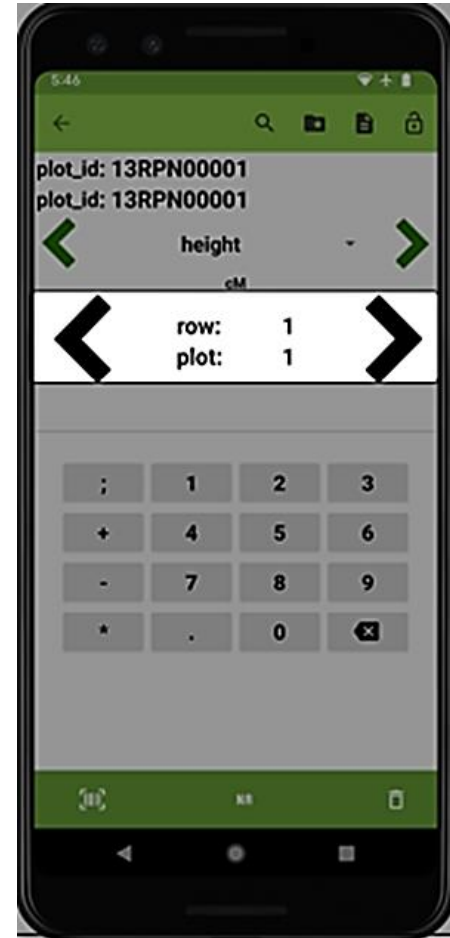 5:46
plot_id: 13RPN00001
plot_id: 13RPN00001
height
cM
row: 1
plot: 1
; 1 2 3
+ 4 5 6
- 7 8 9
* . 0
NR